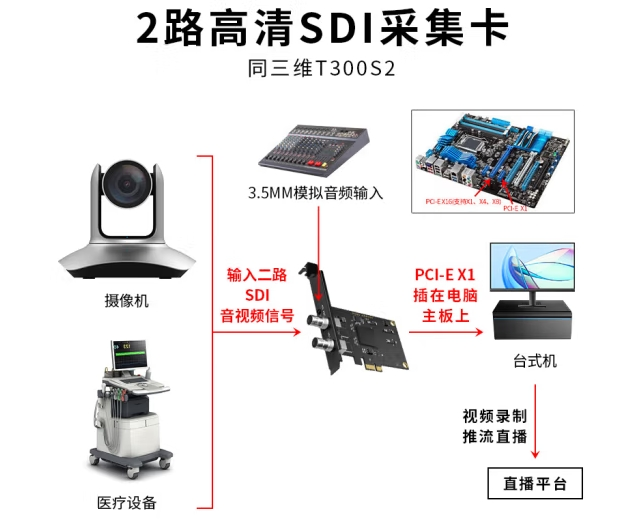 2路高清SDI采集卡
同三维T300S2
3.5MM模拟音频输入
PCI-E X16(支持X1、X4、X8)
PCI-E X1
摄像机
输入二路
SDI
音视频信号
PCI-E X1
插在电脑
主板上
台式机
视频录制
推流直播
医疗设备
直播平台